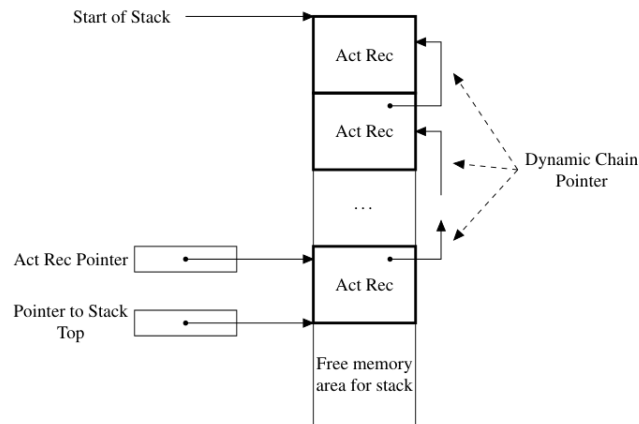 Start of Stack
Act Rec
Act Rec
Dynamic Chain
Pointer
...
Act Rec Pointer
Act Rec
Pointer to Stack
Top
Free memory
area for stack